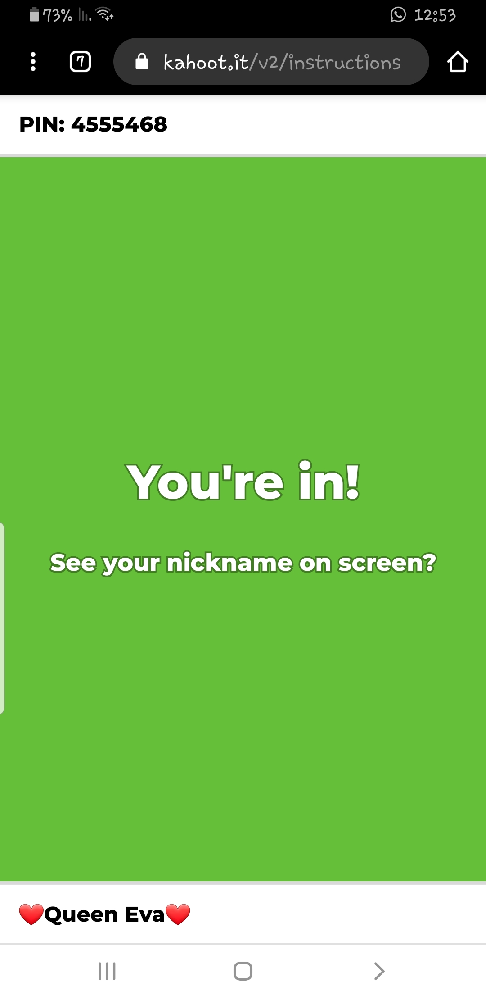 73% 12:53
7 kahoot.it/v2/instructions
PIN: 4555468
You're in!
See your nickname on screen?
❤️Queen Eva❤️